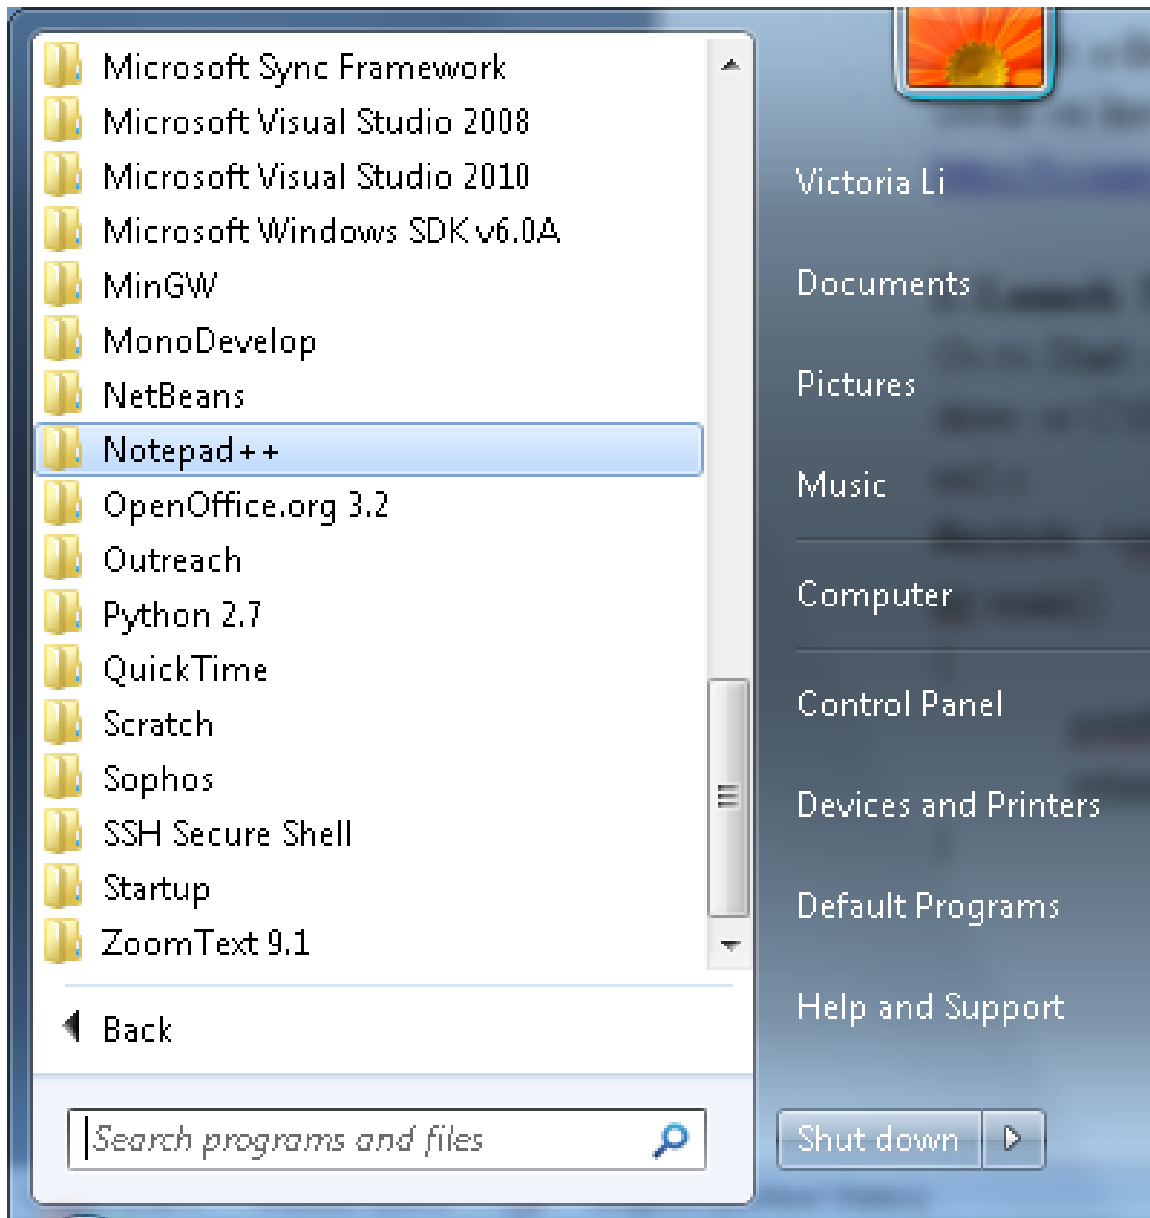 Microsoft Sync Framework
Microsoft Visual Studio 2008
Microsoft Visual Studio 2010
Microsoft Windows SDK v6.0A
MinGW
MonoDevelop
NetBeans
Notepad++
OpenOffice.org 3.2
Outreach
Python 2.7
QuickTime
Scratch
Sophos
SSH Secure Shell
Startup
ZoomText 9.1
Back
Search programs and files
Victoria Li
Documents
Pictures
Music
Computer
Control Panel
Devices and Printers
Default Programs
Help and Support
Shut down